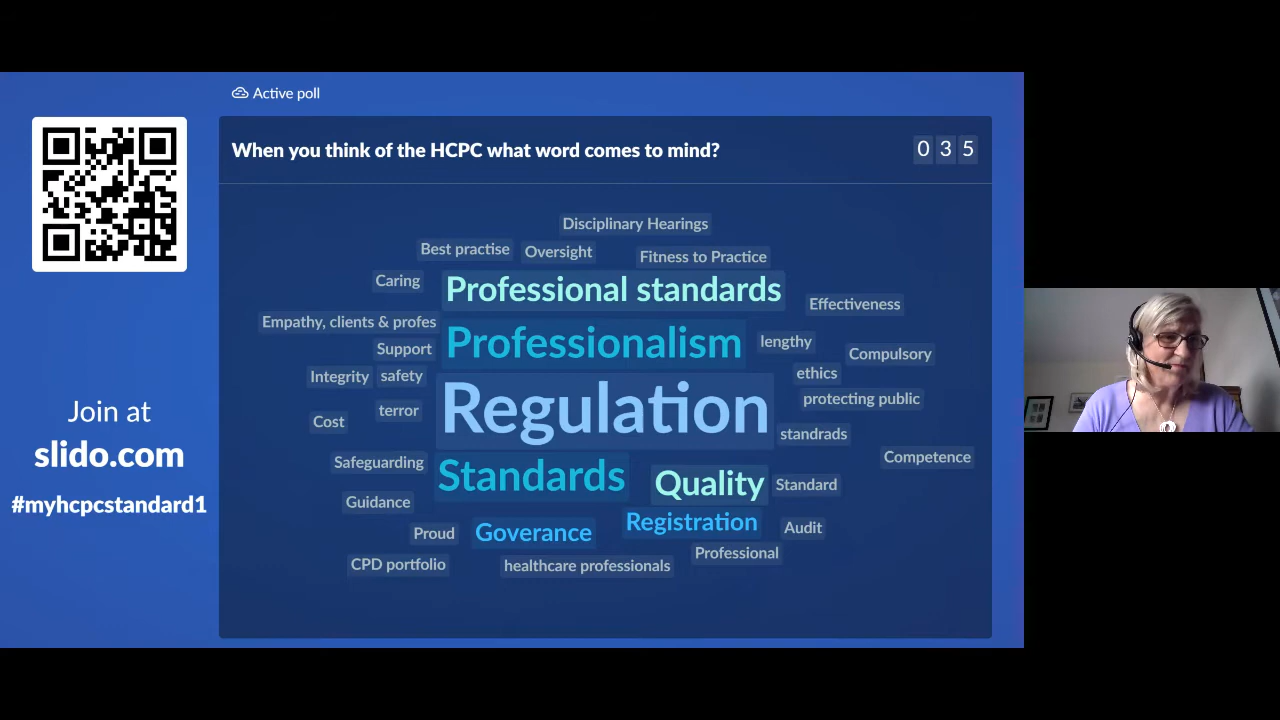 Active poll
When you think of the HCPC what word comes to mind?
035
Disciplinary Hearings
Best practise
Oversight
Fitness to Practice
Caring
Professional standards
Effectiveness
Empathy, clients & profes
Professionalism
lengthy
Support
Compulsory
Integrity
safety
ethics
Regulation
protecting public
terror
Cost
standrads
Safeguarding
Standards
Quality
Standard
Competence
Guidance
Proud
Goverance
Registration
Audit
Professional
CPD portfolio
healthcare professionals
Join at
slido.com
#myhcpcstandard1